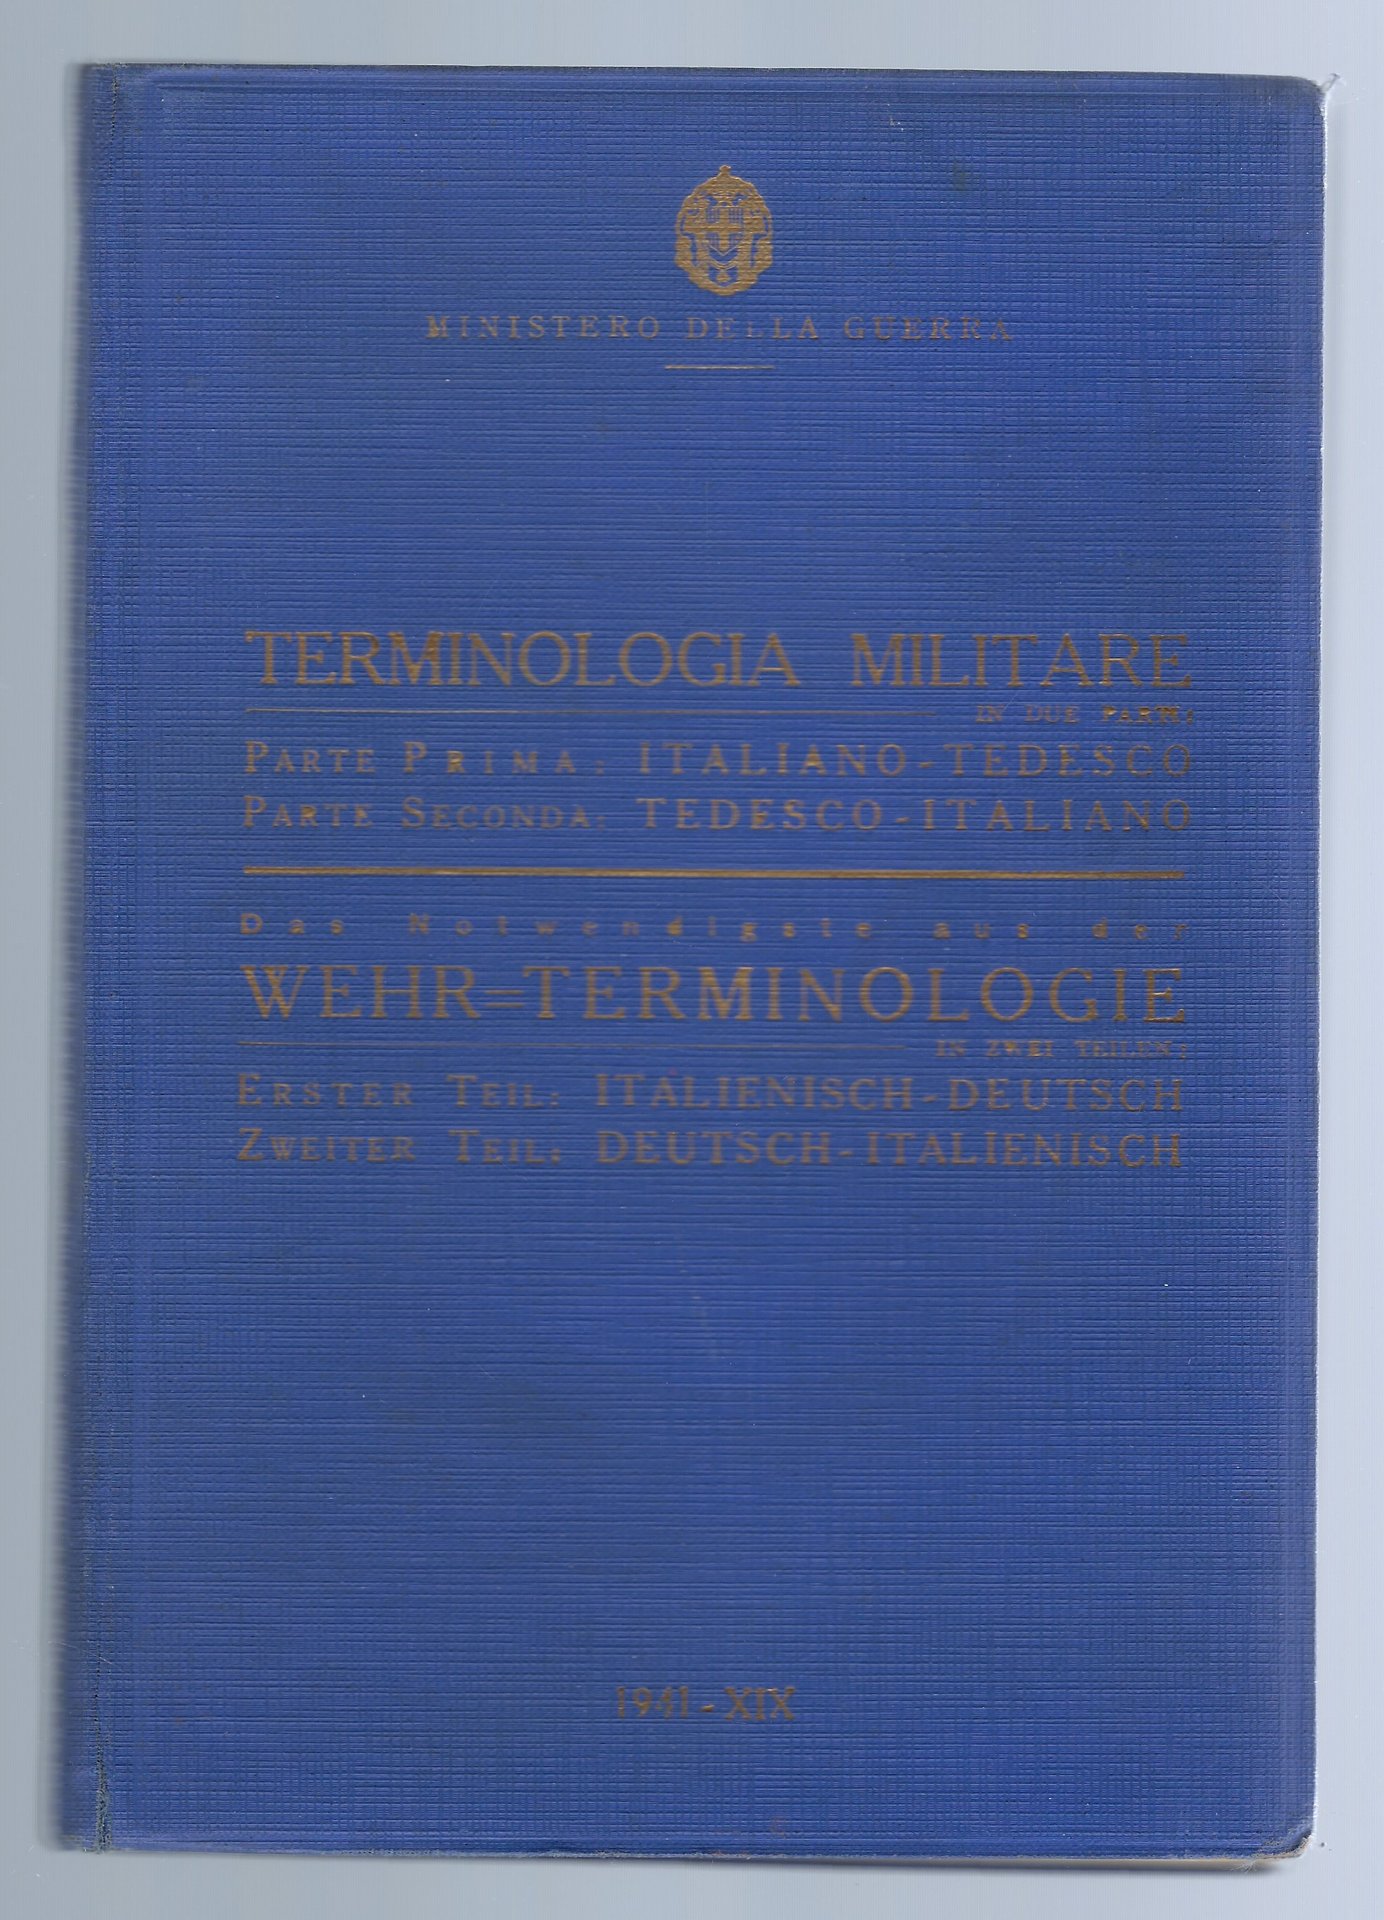 MINISTERO DELLA GUERRA
TERMINOLOGIA MILITARE
IN DUE PARTI:
PARTE PRIMA: ITALIANO-TEDESCO
PARTE SECONDA: TEDESCO-ITALIANO
Das Notwendigste aus der
WEHR=TERMINOLOGIE
IN ZWEI TEILEN:
ERSTER TEIL: ITALIENISCH-DEUTSCH
ZWEITER TEIL: DEUTSCH-ITALIENISCH
1941-XIX